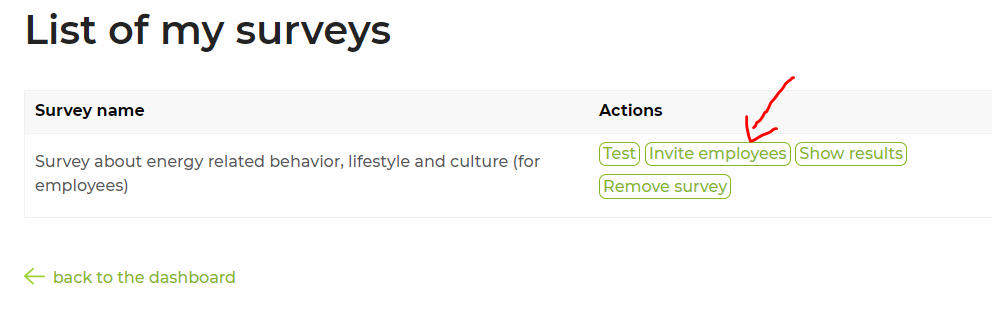 List of my surveys
Survey name Actions
Survey about energy related behavior, lifestyle and culture (for
employees)
Test Invite employees Show results
Remove survey
back to the dashboard